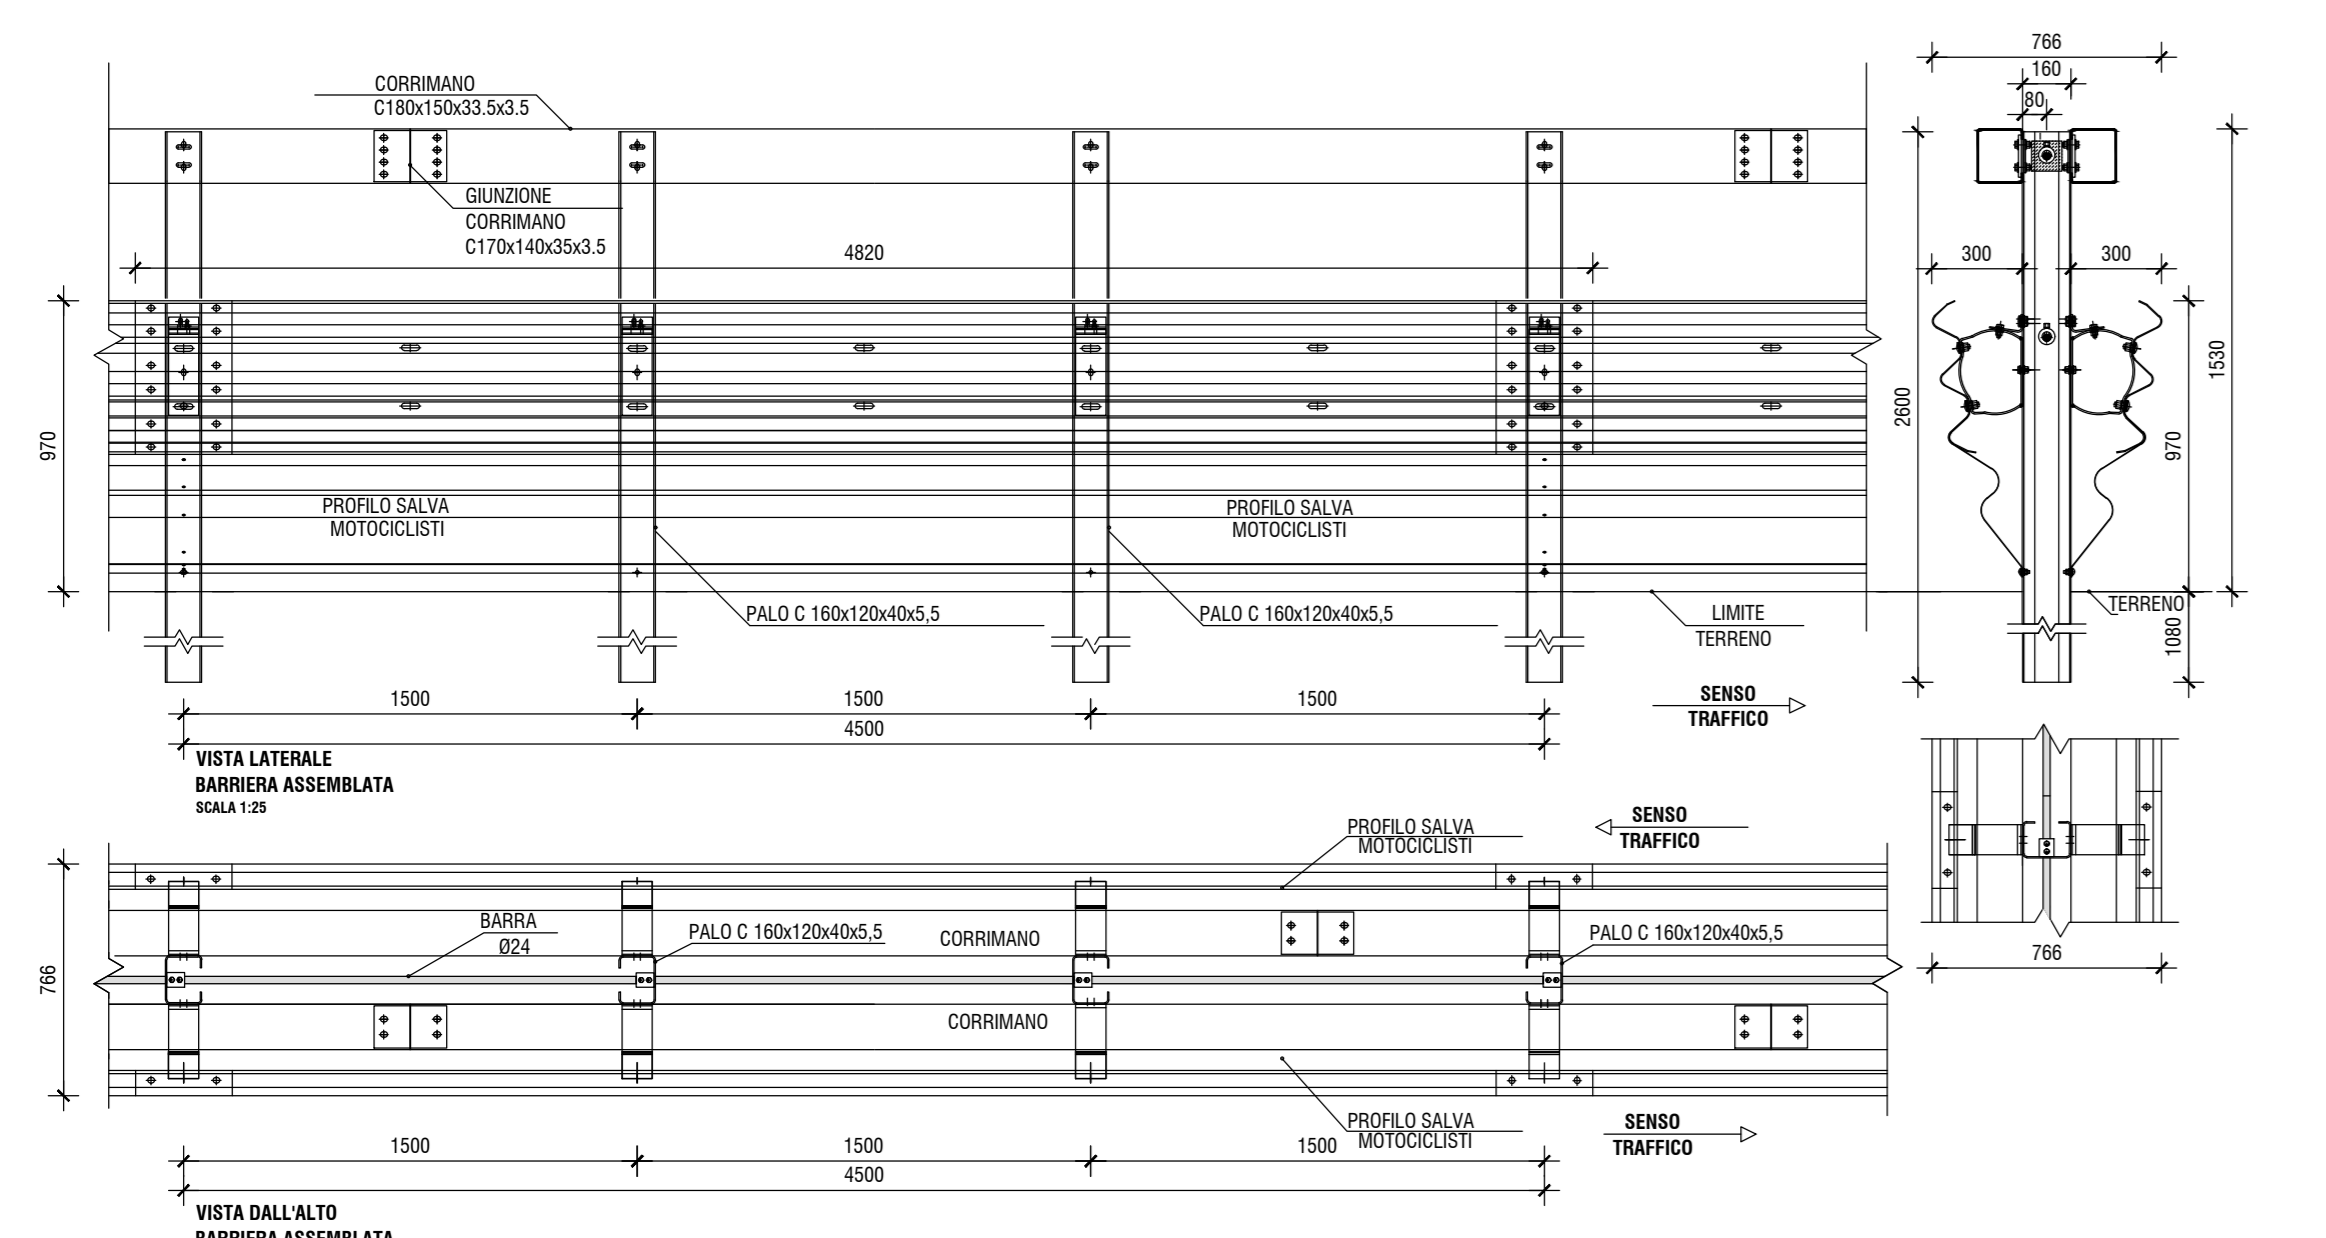 CORRIMANO
C180x150x33.5x3.5
GIUNZIONE
CORRIMANO
C170x140x35x3.5
4820
970
PROFILO SALVA
MOTOCICLISTI
PROFILO SALVA
MOTOCICLISTI
PALO C 160x120x40x5,5
PALO C 160x120x40x5,5
LIMITE
TERRENO
1500
1500
1500
4500
SENSO
TRAFFICO
VISTA LATERALE
BARRIERA ASSEMBLATA
SCALA 1:25
766
160
80
300
300
2600
1530
970
TERRENO
1080
766
SENSO
TRAFFICO
PROFILO SALVA
MOTOCICLISTI
BARRA
Ø24
PALO C 160x120x40x5,5
CORRIMANO
PALO C 160x120x40x5,5
766
CORRIMANO
PROFILO SALVA
MOTOCICLISTI
SENSO
TRAFFICO
1500
1500
1500
4500
VISTA DALL'ALTO
BARRIERA ASSEMBLATA